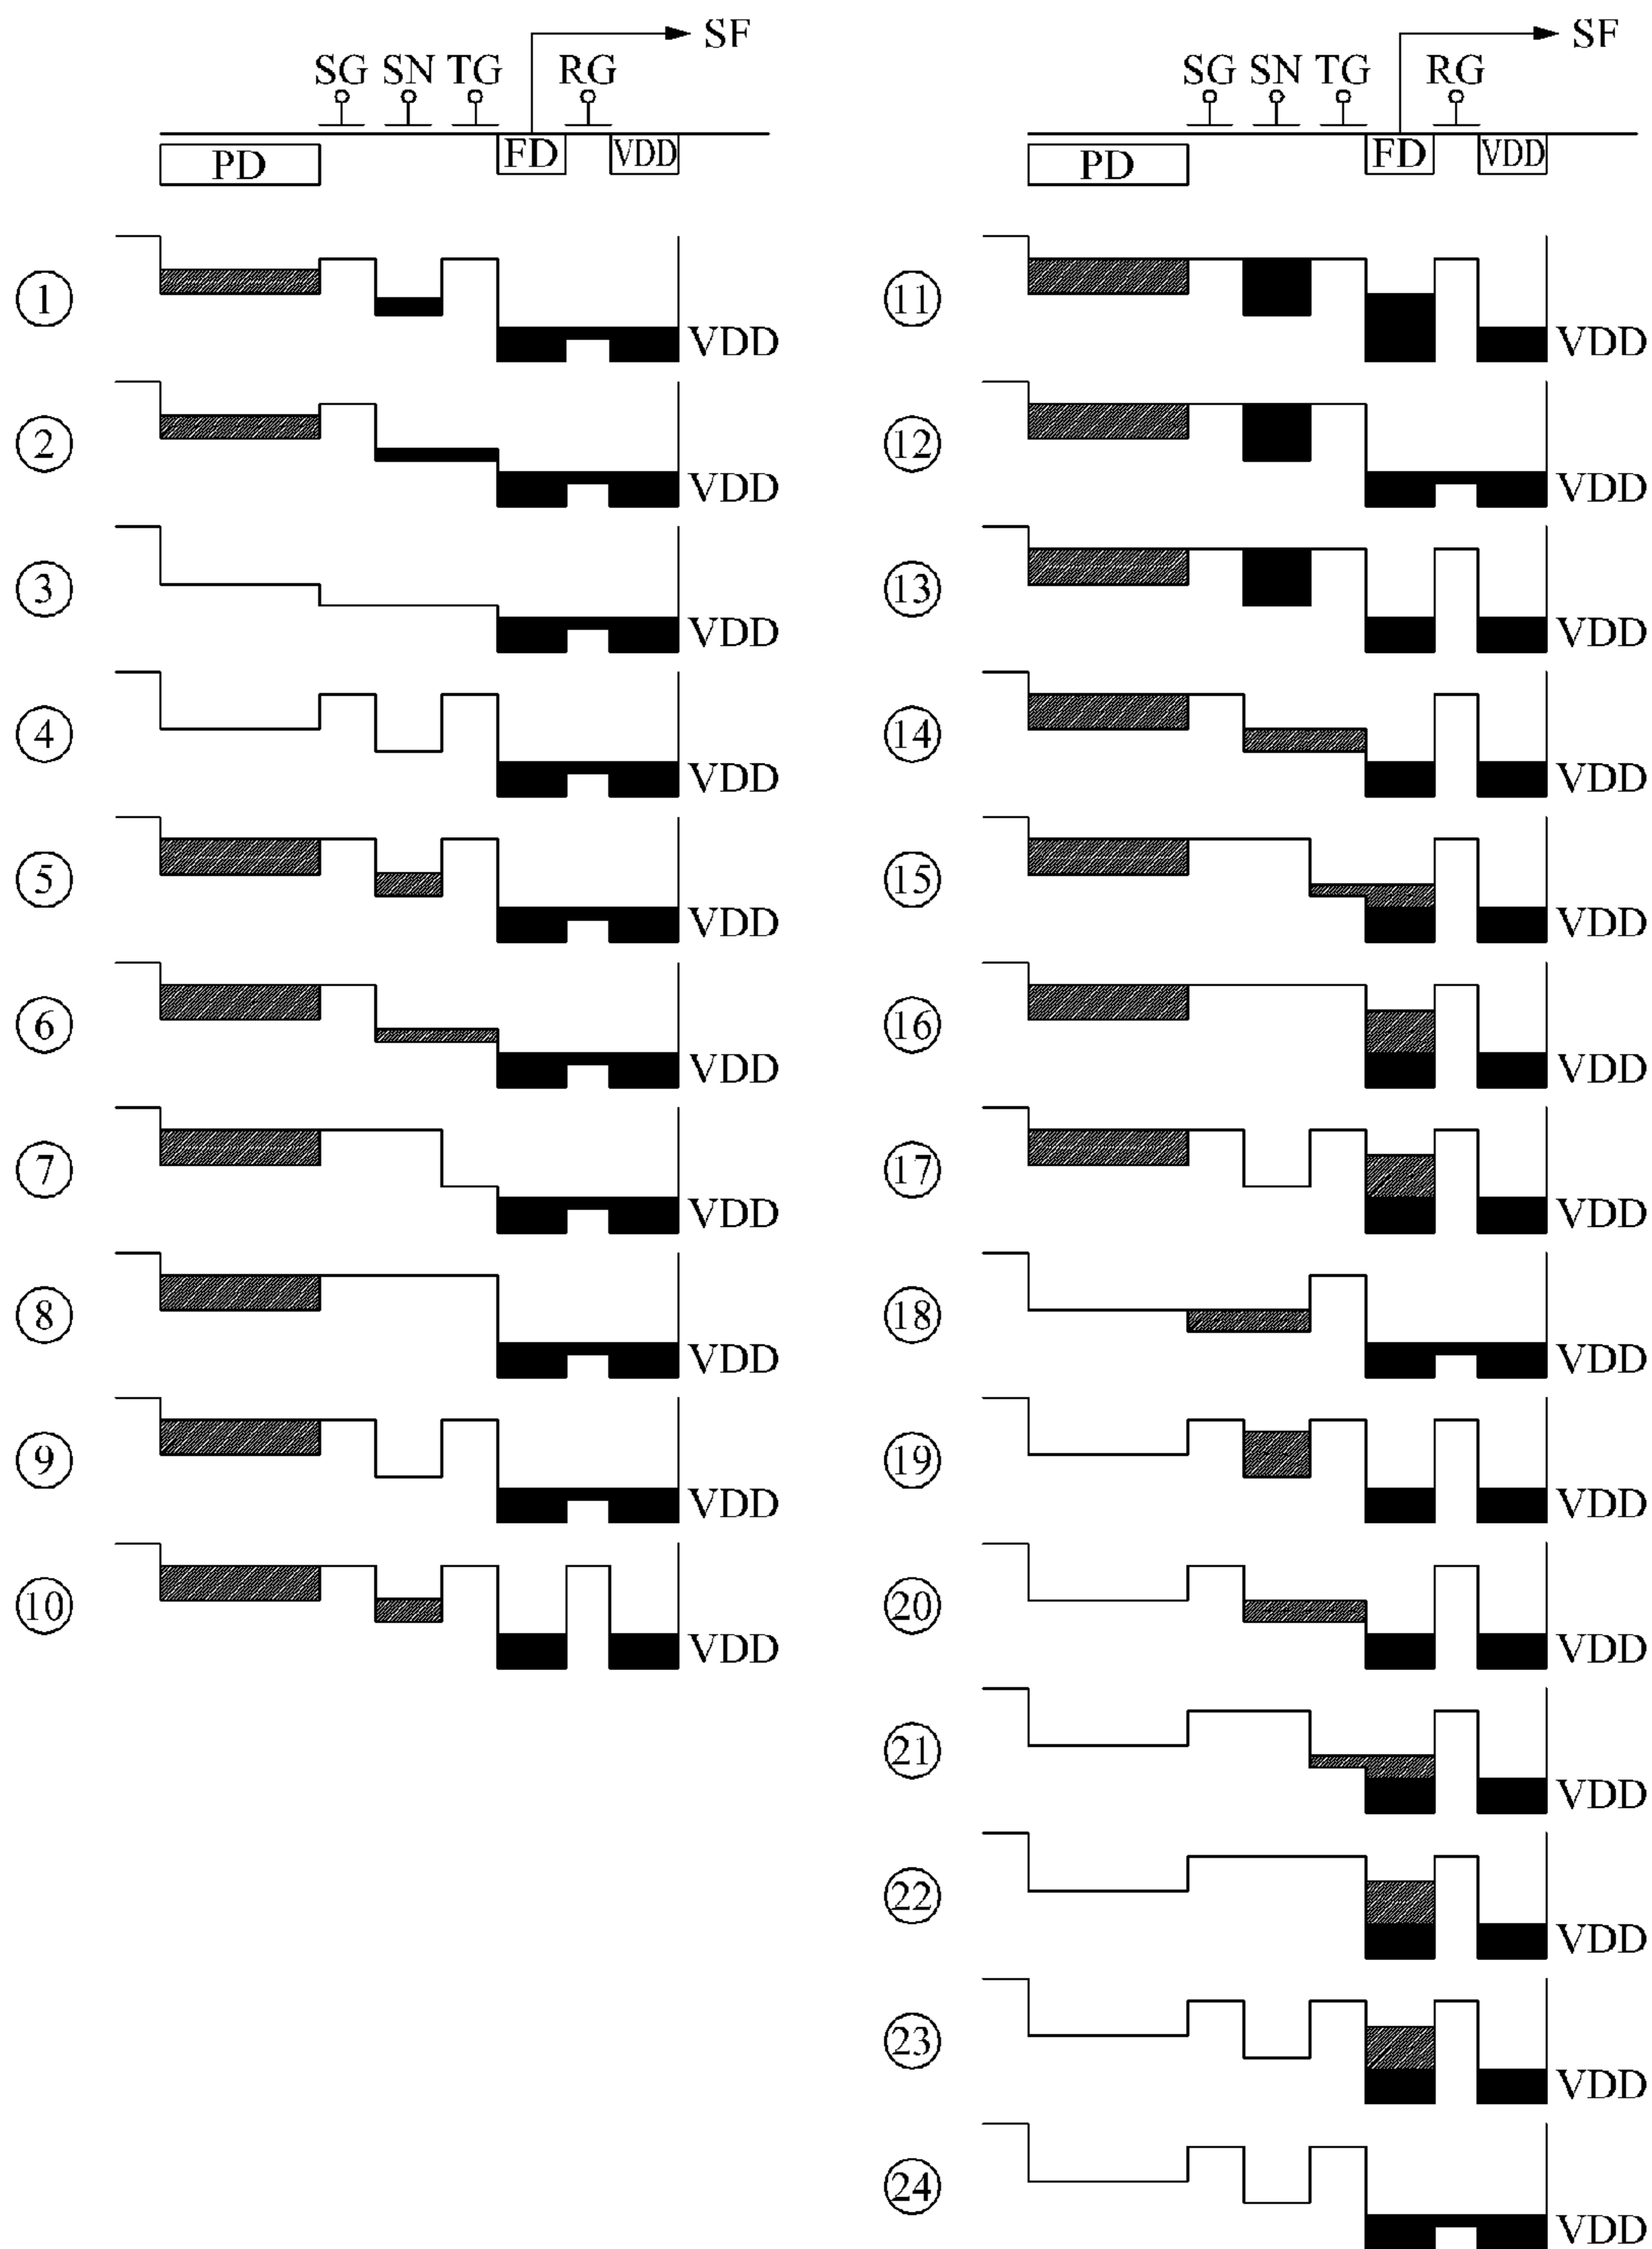 SF
SG SN TG RG
PD FD VDD
① VDD
② VDD
③ VDD
④ VDD
⑤ VDD
⑥ VDD
⑦ VDD
⑧ VDD
⑨ VDD
⑩ VDD
SF
SG SN TG RG
PD FD VDD
⑪ VDD
⑫ VDD
⑬ VDD
⑭ VDD
⑮ VDD
⑯ VDD
⑰ VDD
⑱ VDD
⑲ VDD
⑳ VDD
㉑ VDD
㉒ VDD
㉓ VDD
㉔ VDD